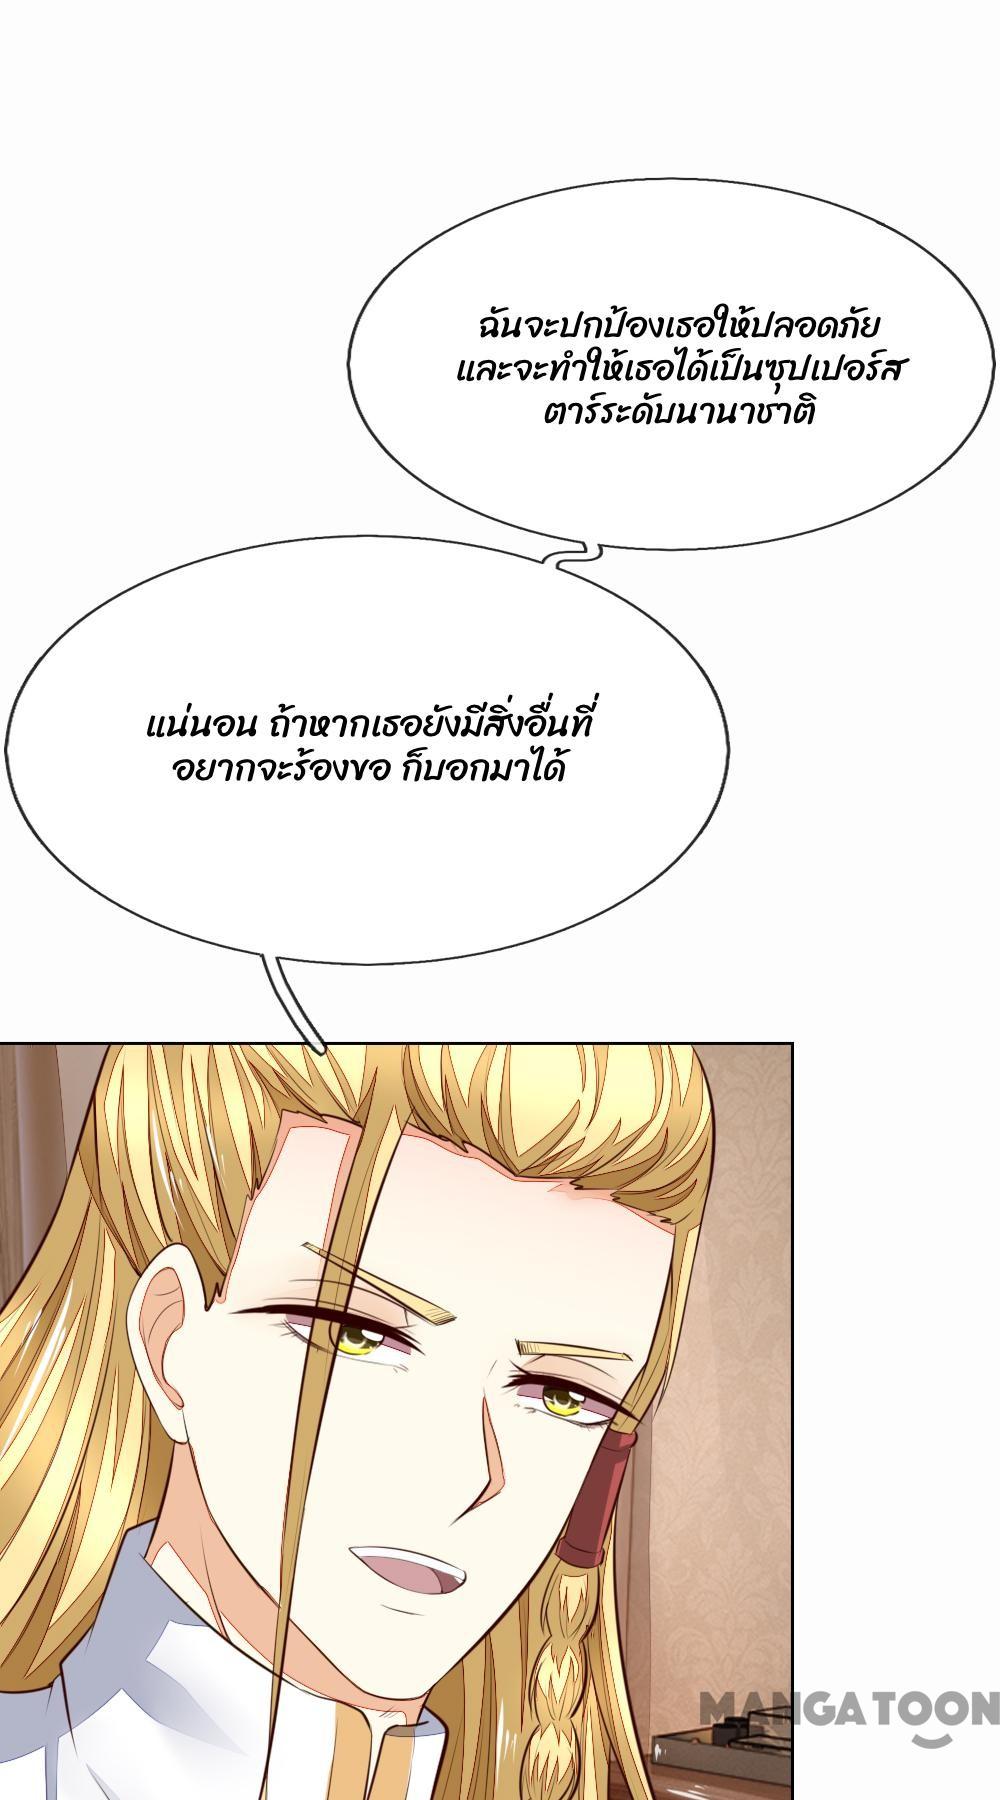 ฉันจะปกป้องเธอให้ปลอดภัย
และจะทำให้เธอได้เป็นซุปเปอร์ส
ตาร์ระดับนานาชาติ
แน่นอน ถ้าหากเธอยังมีสิ่งอื่นที่
อยากจะร้องขอ ก็บอกมาได้
MANGATOON